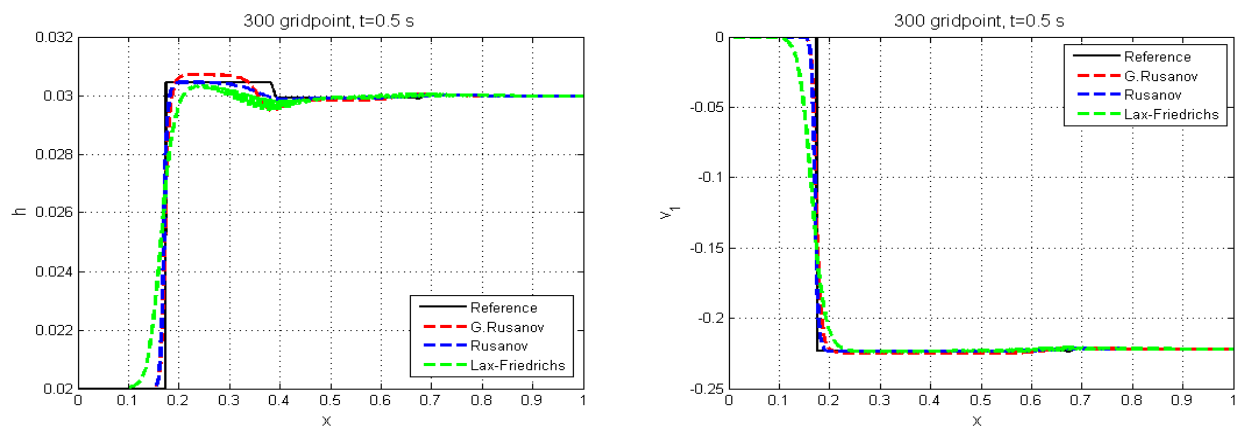 300 gridpoint, t=0.5 s
0.032
0.03
0.028
0.026
0.024
0.022
0.02
h
0 0.1 0.2 0.3 0.4 0.5 0.6 0.7 0.8 0.9 1
x
Reference
G.Rusanov
Rusanov
Lax-Friedrichs
300 gridpoint, t=0.5 s
0
-0.05
-0.1
-0.15
-0.2
-0.25
v1
0 0.1 0.2 0.3 0.4 0.5 0.6 0.7 0.8 0.9 1
x
Reference
G.Rusanov
Rusanov
Lax-Friedrichs